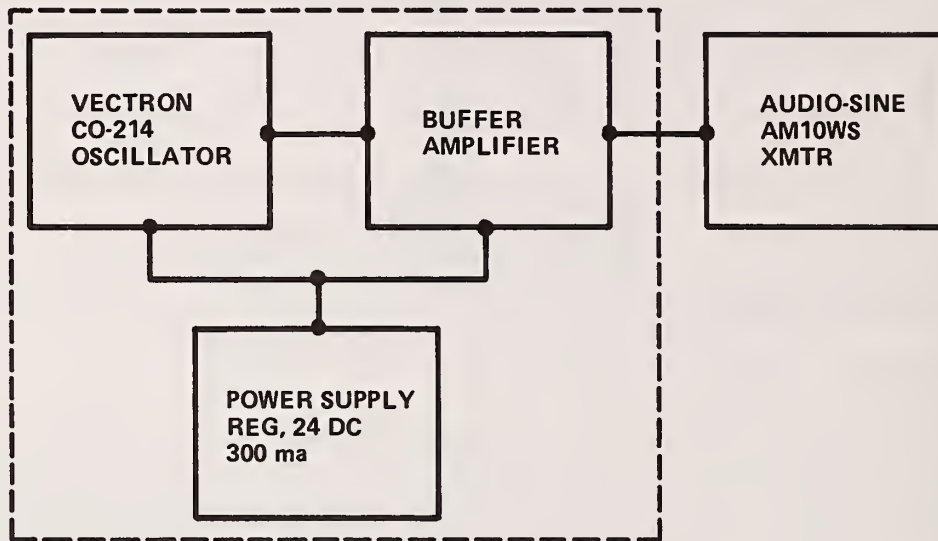 VECTRON
CO-214
OSCILLATOR
BUFFER
AMPLIFIER
AUDIO-SINE
AM10WS
XMTR
POWER SUPPLY
REG, 24 DC
300 ma